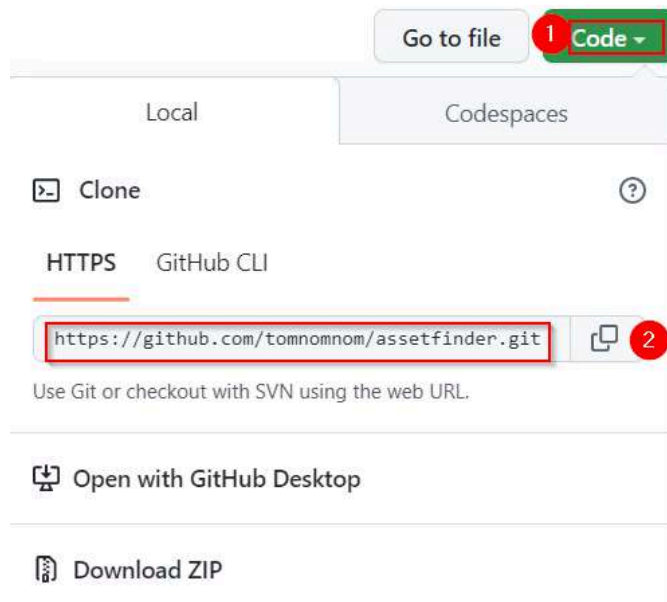 Go to file
1
Code
Local
Codespaces
Clone
HTTPS
GitHub CLI
https://github.com/tomnomnom/assetfinder.git
2
Use Git or checkout with SVN using the web URL.
Open with GitHub Desktop
Download ZIP